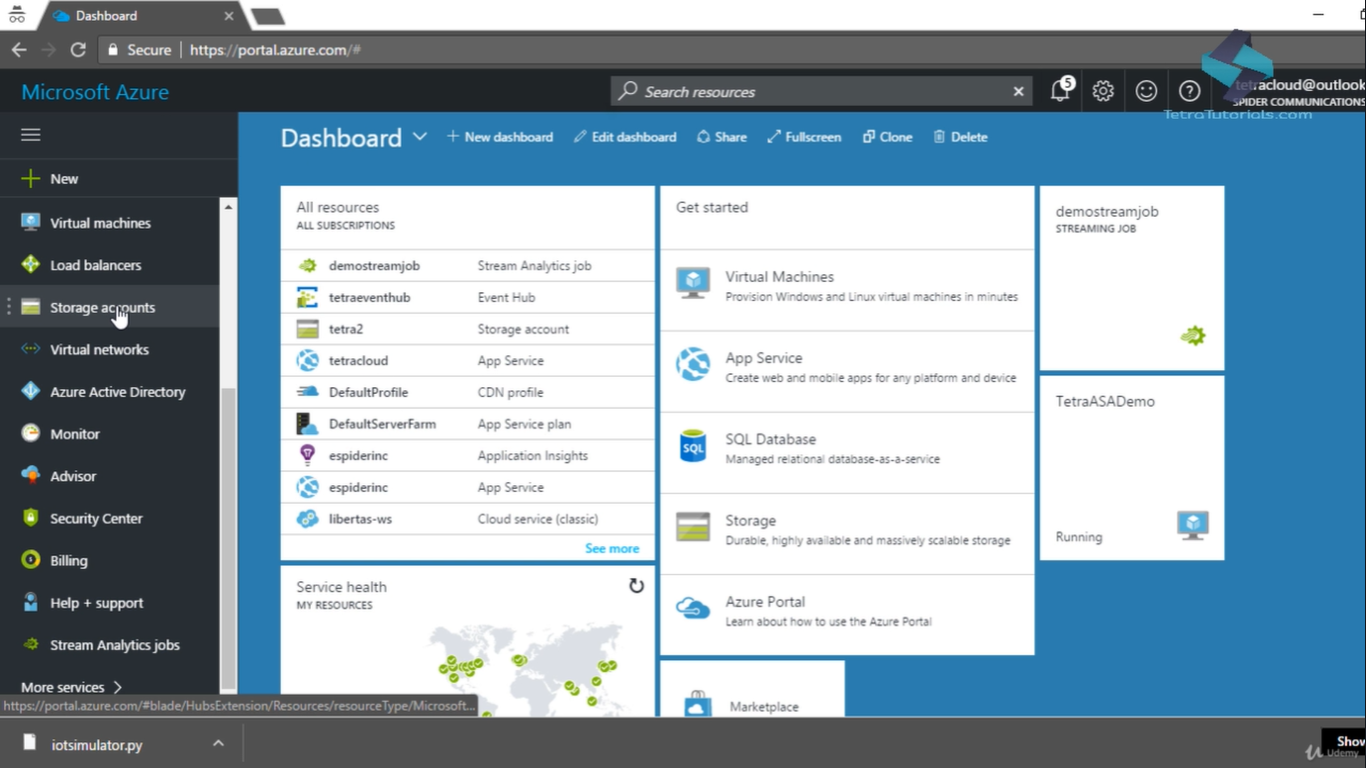 Dashboard
Secure
https://portal.azure.com/#
Microsoft Azure
Search resources
5
tetracloud@outlook
SPIDER COMMUNICATIONS
TetraTutorials.com
New
Virtual machines
Load balancers
Storage accounts
Virtual networks
Azure Active Directory
Monitor
Advisor
Security Center
Billing
Help + support
Stream Analytics jobs
More services
Dashboard
New dashboard
Edit dashboard
Share
Fullscreen
Clone
Delete
All resources
ALL SUBSCRIPTIONS
demostreamjob Stream Analytics job
tetraeventhub Event Hub
tetra2 Storage account
tetracloud App Service
DefaultProfile CDN profile
DefaultServerFarm App Service plan
espiderinc Application Insights
espiderinc App Service
libertas-ws Cloud service (classic)
See more
Service health
MY RESOURCES
Get started
Virtual Machines
Provision Windows and Linux virtual machines in minutes
App Service
Create web and mobile apps for any platform and device
SQL
SQL Database
Managed relational database-as-a-service
Storage
Durable, highly available and massively scalable storage
Azure Portal
Learn about how to use the Azure Portal
Marketplace
demostreamjob
STREAMING JOB
TetraASADemo
Running
https://portal.azure.com/#blade/HubsExtension/Resources/resourceType/Microsoft...
iotsimulator.py
Show
Udemy